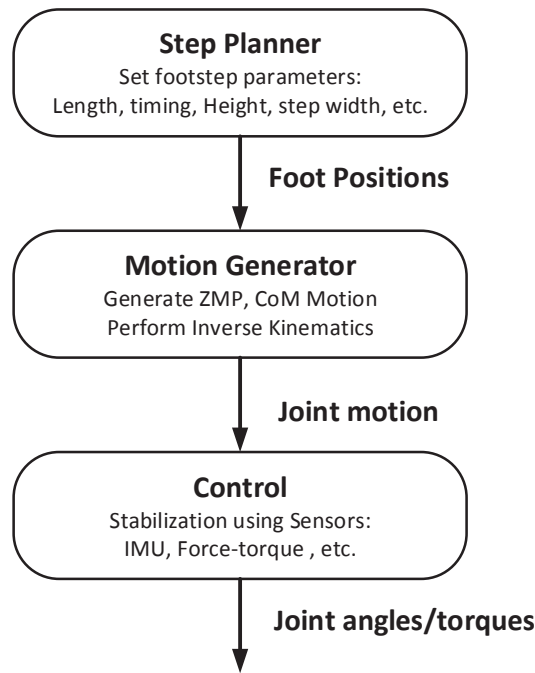 Step Planner
Set footstep parameters:
Length, timing, Height, step width, etc.
Foot Positions
Motion Generator
Generate ZMP, CoM Motion
Perform Inverse Kinematics
Joint motion
Control
Stabilization using Sensors:
IMU, Force-torque , etc.
Joint angles/torques